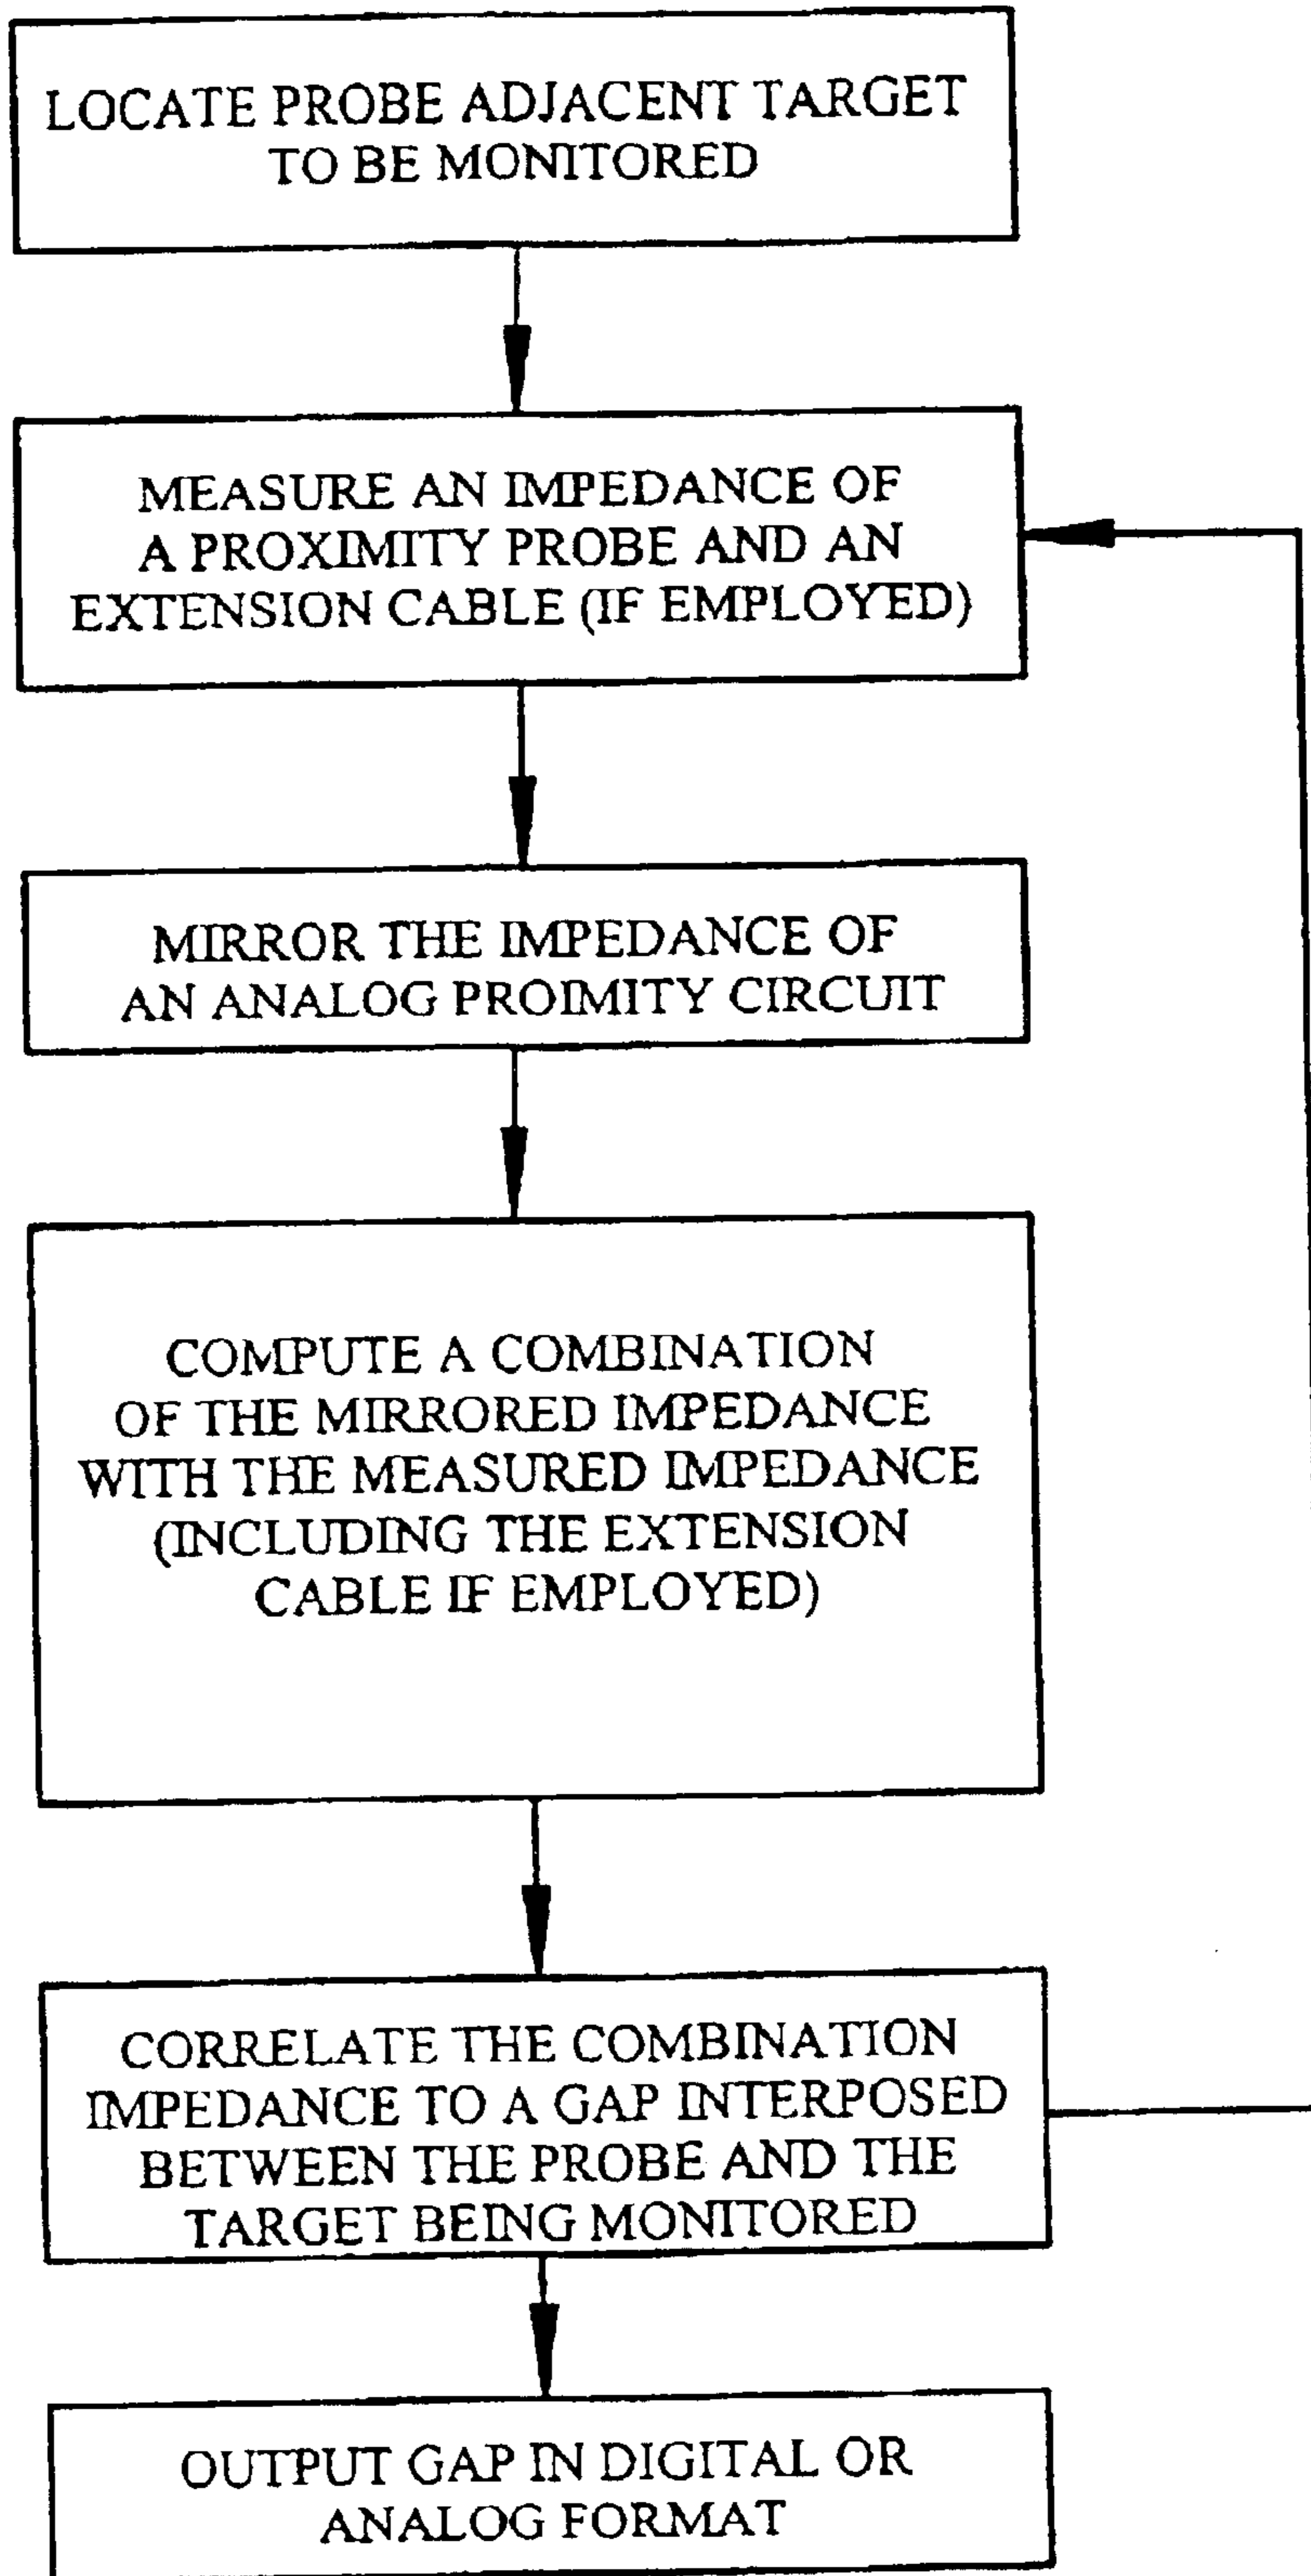 LOCATE PROBE ADJACENT TARGET
TO BE MONITORED
MEASURE AN IMPEDANCE OF
A PROXIMITY PROBE AND AN
EXTENSION CABLE (IF EMPLOYED)
MIRROR THE IMPEDANCE OF
AN ANALOG PROIMITY CIRCUIT
COMPUTE A COMBINATION
OF THE MIRRORED IMPEDANCE
WITH THE MEASURED IMPEDANCE
(INCLUDING THE EXTENSION
CABLE IF EMPLOYED)
CORRELATE THE COMBINATION
IMPEDANCE TO A GAP INTERPOSED
BETWEEN THE PROBE AND THE
TARGET BEING MONITORED
OUTPUT GAP IN DIGITAL OR
ANALOG FORMAT